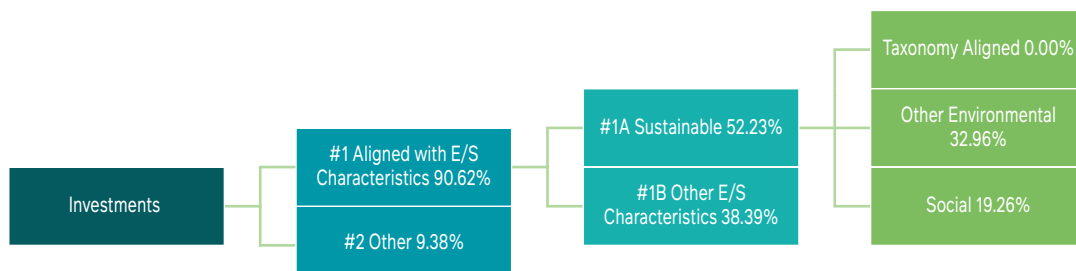 Investments
#1 Aligned with E/S
Characteristics 90.62%
#2 Other 9.38%
#1A Sustainable 52.23%
#1B Other E/S
Characteristics 38.39%
Taxonomy Aligned 0.00%
Other Environmental
32.96%
Social 19.26%